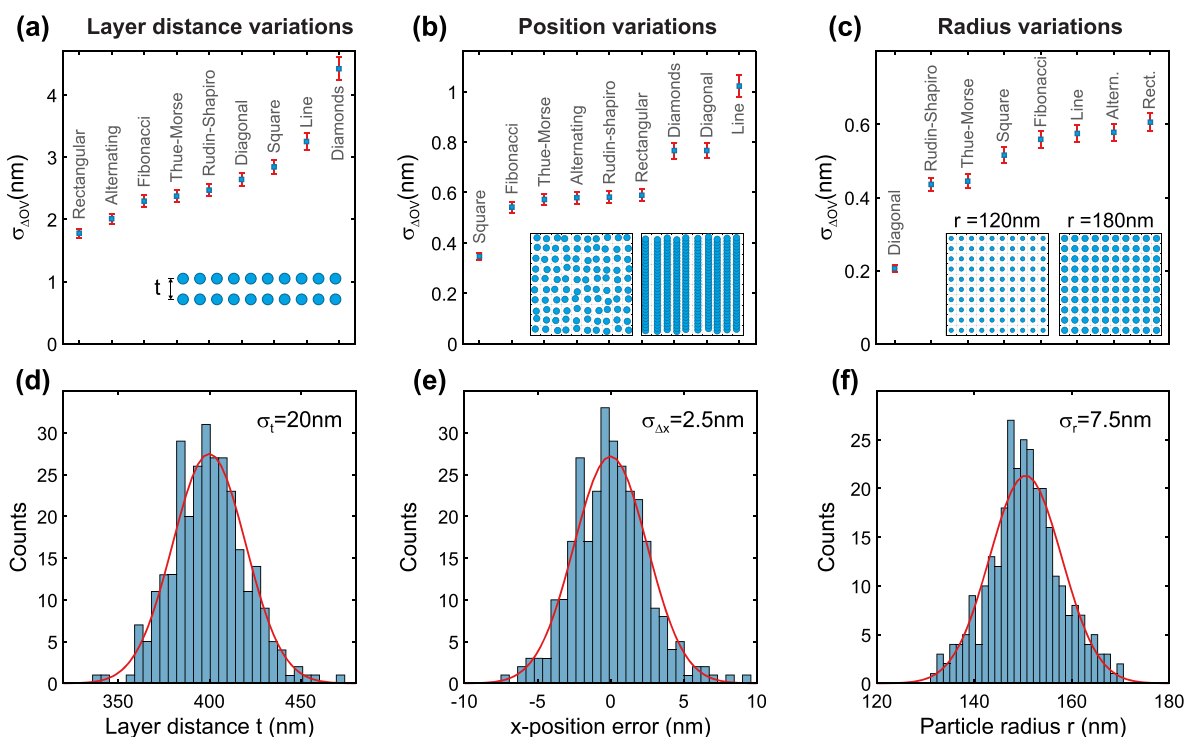 (a) Layer distance variations
σΔOV(nm)
4
3
2
1
0
Rectangular
Alternating
Fibonacci
Thue-Morse
Rudin-Shapiro
Diagonal
Square
Line
Diamonds
t
(b) Position variations
σΔOV(nm)
1
0.8
0.6
0.4
0.2
0
Square
Fibonacci
Thue-Morse
Alternating
Rudin-shapiro
Rectangular
Diamonds
Diagonal
Line
(c) Radius variations
σΔOV(nm)
0.6
0.4
0.2
0
Diagonal
Rudin-Shapiro
Thue-Morse
Square
Fibonacci
Line
Altern.
Rect.
r =120nm
r =180nm
(d)
σt=20nm
Counts
30
25
20
15
10
5
0
350 400 450
Layer distance t (nm)
(e)
σΔx=2.5nm
Counts
30
25
20
15
10
5
0
-10 -5 0 5 10
x-position error (nm)
(f)
σr=7.5nm
Counts
25
20
15
10
5
0
120 140 160 180
Particle radius r (nm)